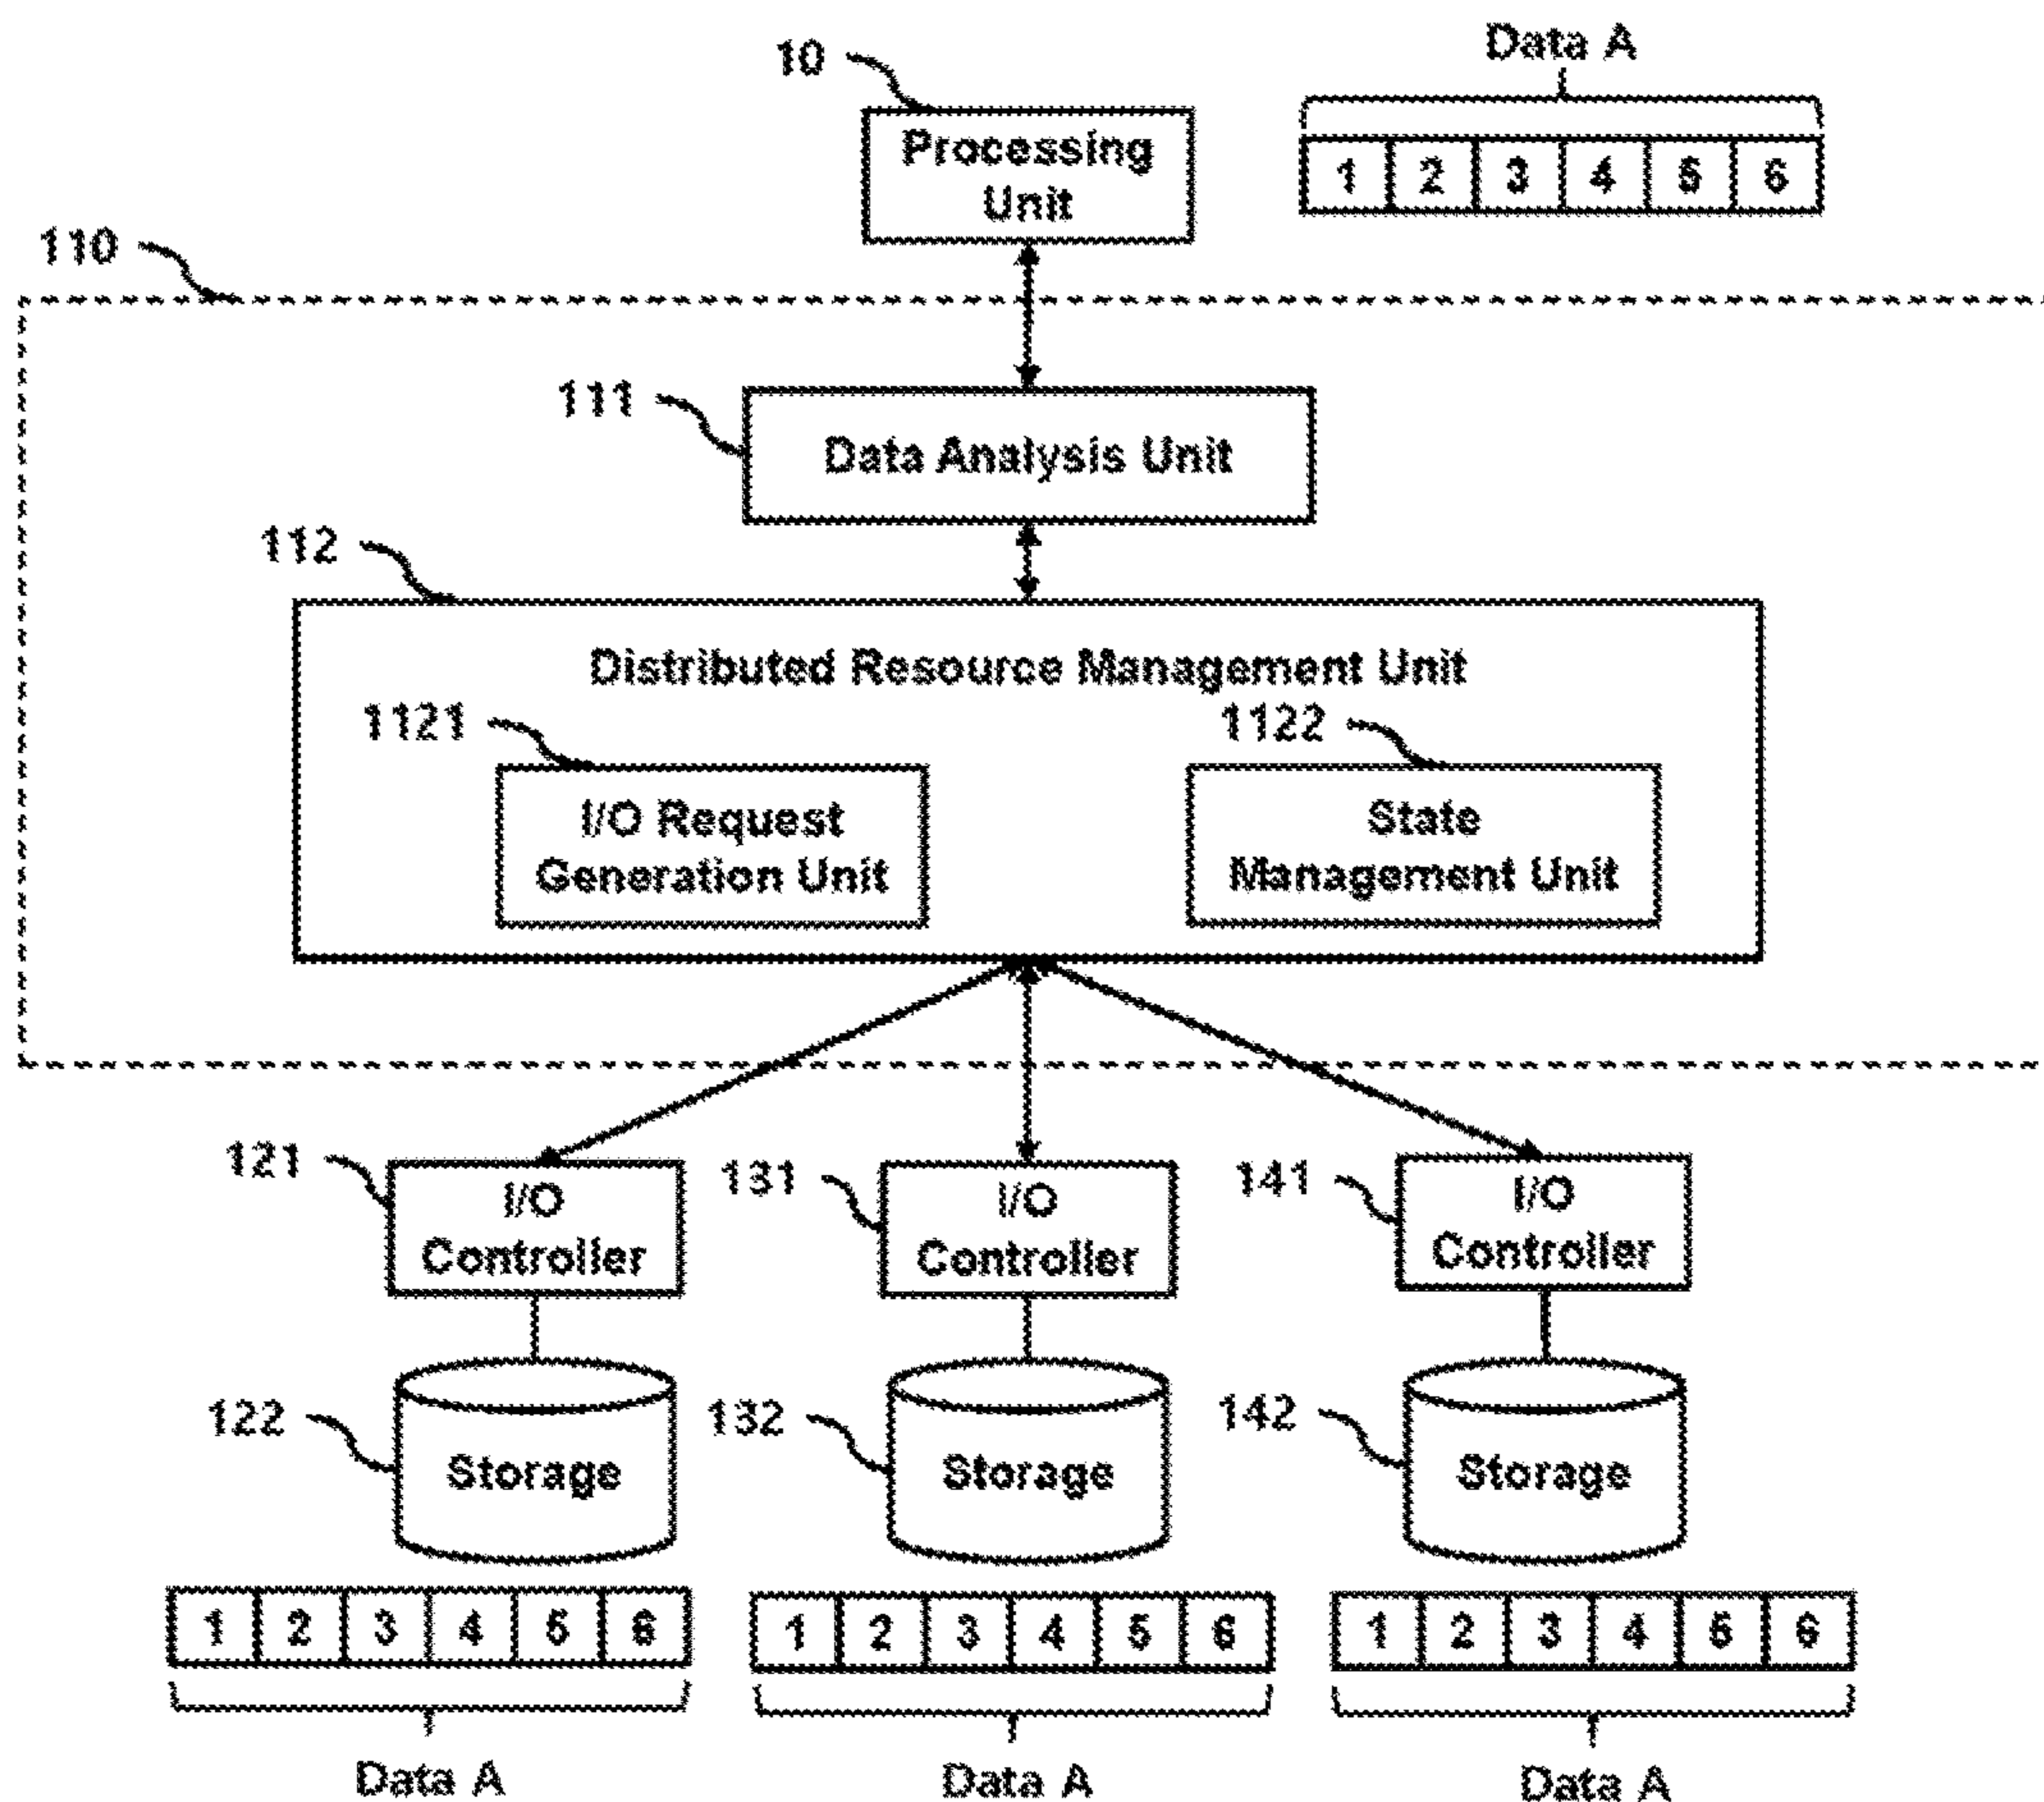 10
Data A
Processing
Unit
1 2 3 4 5 6
110
111
Data Analysis Unit
112
Distributed Resource Management Unit
1121
1122
I/O Request
Generation Unit
State
Management Unit
121
I/O
Controller
131
I/O
Controller
141
I/O
Controller
122
Storage
132
Storage
142
Storage
1 2 3 4 5 6
1 2 3 4 5 6
1 2 3 4 5 6
Data A
Data A
Data A